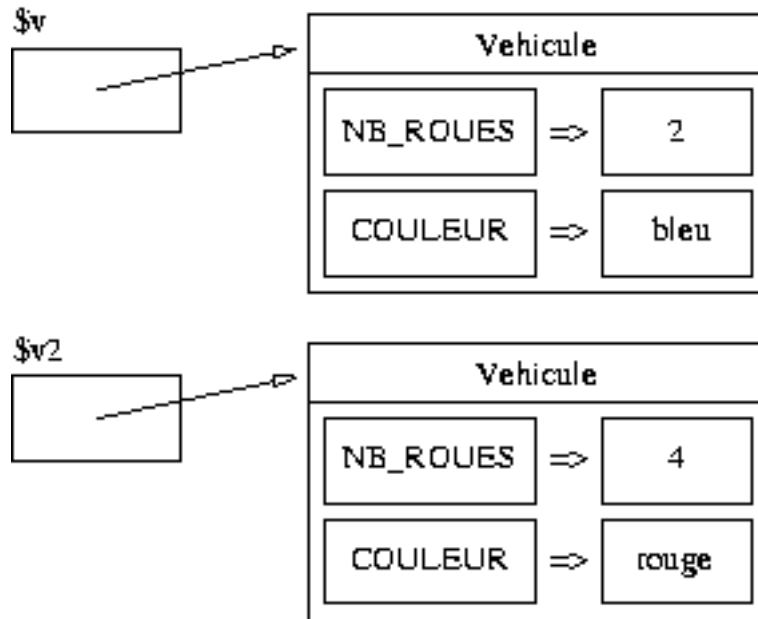 $v
Vehicule
NB_ROUES => 2
COULEUR => bleu
$v2
Vehicule
NB_ROUES => 4
COULEUR => rouge